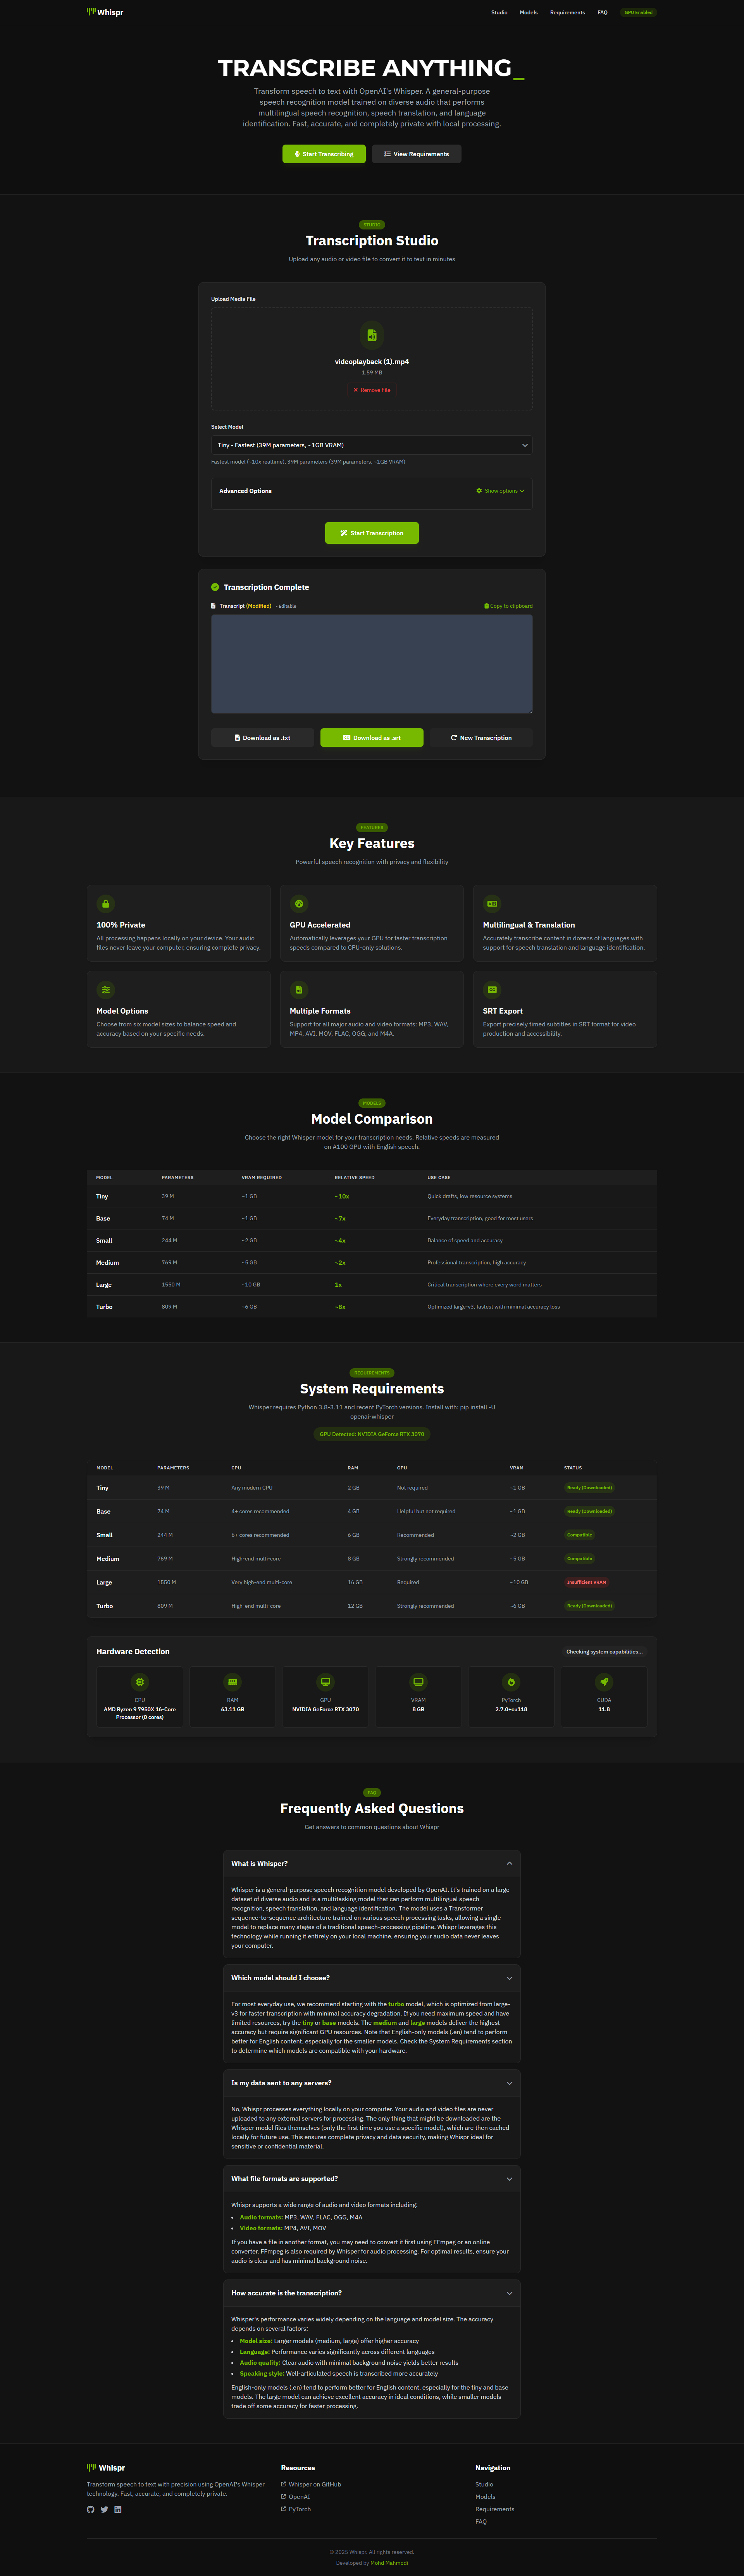 Whispr
Studio
Models
Requirements
FAQ
GPU Enabled
TRANSCRIBE ANYTHING_
Transform speech to text with OpenAI's Whisper. A general-purpose
speech recognition model trained on diverse audio that performs
multilingual speech recognition, speech translation, and language
identification. Fast, accurate, and completely private with local processing.
Start Transcribing
View Requirements
STUDIO
Transcription Studio
Upload any audio or video file to convert it to text in minutes
Upload Media File
videoplayback (1).mp4
1.59 MB
Remove File
Select Model
Tiny - Fastest (39M parameters, ~1GB VRAM)
Fastest model (~10x realtime), 39M parameters (39M parameters, ~1GB VRAM)
Advanced Options
Show options
Start Transcription
Transcription Complete
Transcript (Modified) - Editable
Copy to clipboard
Download as .txt
Download as .srt
New Transcription
FEATURES
Key Features
Powerful speech recognition with privacy and flexibility
100% Private
All processing happens locally on your device. Your audio
files never leave your computer, ensuring complete privacy.
GPU Accelerated
Automatically leverages your GPU for faster transcription
speeds compared to CPU-only solutions.
Multilingual & Translation
Accurately transcribe content in dozens of languages with
support for speech translation and language identification.
Model Options
Choose from six model sizes to balance speed and
accuracy based on your specific needs.
Multiple Formats
Support for all major audio and video formats: MP3, WAV,
MP4, AVI, MOV, FLAC, OGG, and M4A.
SRT Export
Export precisely timed subtitles in SRT format for video
production and accessibility.
MODELS
Model Comparison
Choose the right Whisper model for your transcription needs. Relative speeds are measured
on A100 GPU with English speech.
MODEL PARAMETERS VRAM REQUIRED RELATIVE SPEED USE CASE
Tiny 39 M ~1 GB ~10x Quick drafts, low resource systems
Base 74 M ~1 GB ~7x Everyday transcription, good for most users
Small 244 M ~2 GB ~4x Balance of speed and accuracy
Medium 769 M ~5 GB ~2x Professional transcription, high accuracy
Large 1550 M ~10 GB 1x Critical transcription where every word matters
Turbo 809 M ~6 GB ~8x Optimized large-v3, fastest with minimal accuracy loss
REQUIREMENTS
System Requirements
Whisper requires Python 3.8-3.11 and recent PyTorch versions. Install with: pip install -U
openai-whisper
GPU Detected: NVIDIA GeForce RTX 3070
MODEL PARAMETERS CPU RAM GPU VRAM STATUS
Tiny 39 M Any modern CPU 2 GB Not required ~1 GB Ready (Downloaded)
Base 74 M 4+ cores recommended 4 GB Helpful but not required ~1 GB Ready (Downloaded)
Small 244 M 6+ cores recommended 6 GB Recommended ~2 GB Compatible
Medium 769 M High-end multi-core 8 GB Strongly recommended ~5 GB Compatible
Large 1550 M Very high-end multi-core 16 GB Required ~10 GB Insufficient VRAM
Turbo 809 M High-end multi-core 12 GB Strongly recommended ~6 GB Ready (Downloaded)
Hardware Detection
Checking system capabilities...
CPU
AMD Ryzen 9 7950X 16-Core
Processor (0 cores)
RAM
63.11 GB
GPU
NVIDIA GeForce RTX 3070
VRAM
8 GB
PyTorch
2.7.0+cu118
CUDA
11.8
FAQ
Frequently Asked Questions
Get answers to common questions about Whispr
What is Whisper?
Whisper is a general-purpose speech recognition model developed by OpenAI. It's trained on a large
dataset of diverse audio and is a multitasking model that can perform multilingual speech
recognition, speech translation, and language identification. The model uses a Transformer
sequence-to-sequence architecture trained on various speech processing tasks, allowing a single
model to replace many stages of a traditional speech-processing pipeline. Whispr leverages this
technology while running it entirely on your local machine, ensuring your audio data never leaves
your computer.
Which model should I choose?
For most everyday use, we recommend starting with the turbo model, which is optimized from large-
v3 for faster transcription with minimal accuracy degradation. If you need maximum speed and have
limited resources, try the tiny or base models. The medium and large models deliver the highest
accuracy but require significant GPU resources. Note that English-only models (.en) tend to perform
better for English content, especially for the smaller models. Check the System Requirements section
to determine which models are compatible with your hardware.
Is my data sent to any servers?
No, Whispr processes everything locally on your computer. Your audio and video files are never
uploaded to any external servers for processing. The only thing that might be downloaded are the
Whisper model files themselves (only the first time you use a specific model), which are then cached
locally for future use. This ensures complete privacy and data security, making Whispr ideal for
sensitive or confidential material.
What file formats are supported?
Whispr supports a wide range of audio and video formats including:
• Audio formats: MP3, WAV, FLAC, OGG, M4A
• Video formats: MP4, AVI, MOV
If you have a file in another format, you may need to convert it first using FFmpeg or an online
converter. FFmpeg is also required by Whisper for audio processing. For optimal results, ensure your
audio is clear and has minimal background noise.
How accurate is the transcription?
Whisper's performance varies widely depending on the language and model size. The accuracy
depends on several factors:
• Model size: Larger models (medium, large) offer higher accuracy
• Language: Performance varies significantly across different languages
• Audio quality: Clear audio with minimal background noise yields better results
• Speaking style: Well-articulated speech is transcribed more accurately
English-only models (.en) tend to perform better for English content, especially for the tiny and base
models. The large model can achieve excellent accuracy in ideal conditions, while smaller models
trade off some accuracy for faster processing.
Whispr
Transform speech to text with precision using OpenAI's Whisper
technology. Fast, accurate, and completely private.
Resources
Whisper on GitHub
OpenAI
PyTorch
Navigation
Studio
Models
Requirements
FAQ
© 2025 Whispr. All rights reserved.
Developed by Mohd Mahmodi